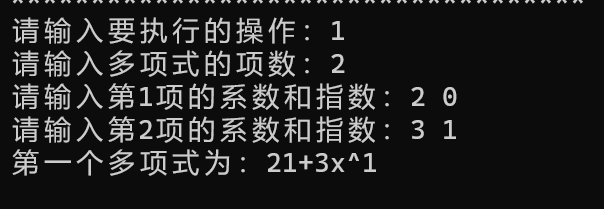 请输入要执行的操作：1
请输入多项式的项数：2
请输入第1项的系数和指数：2 0
请输入第2项的系数和指数：3 1
第一个多项式为：21+3x^1